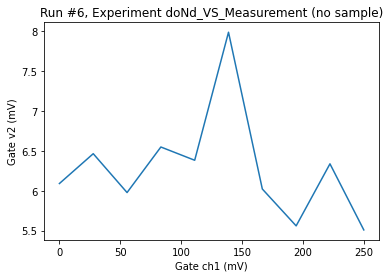 Run #6, Experiment doNd_VS_Measurement (no sample)
8
7.5
7
6.5
6
5.5
Gate v2 (mV)
0 50 100 150 200 250
Gate ch1 (mV)